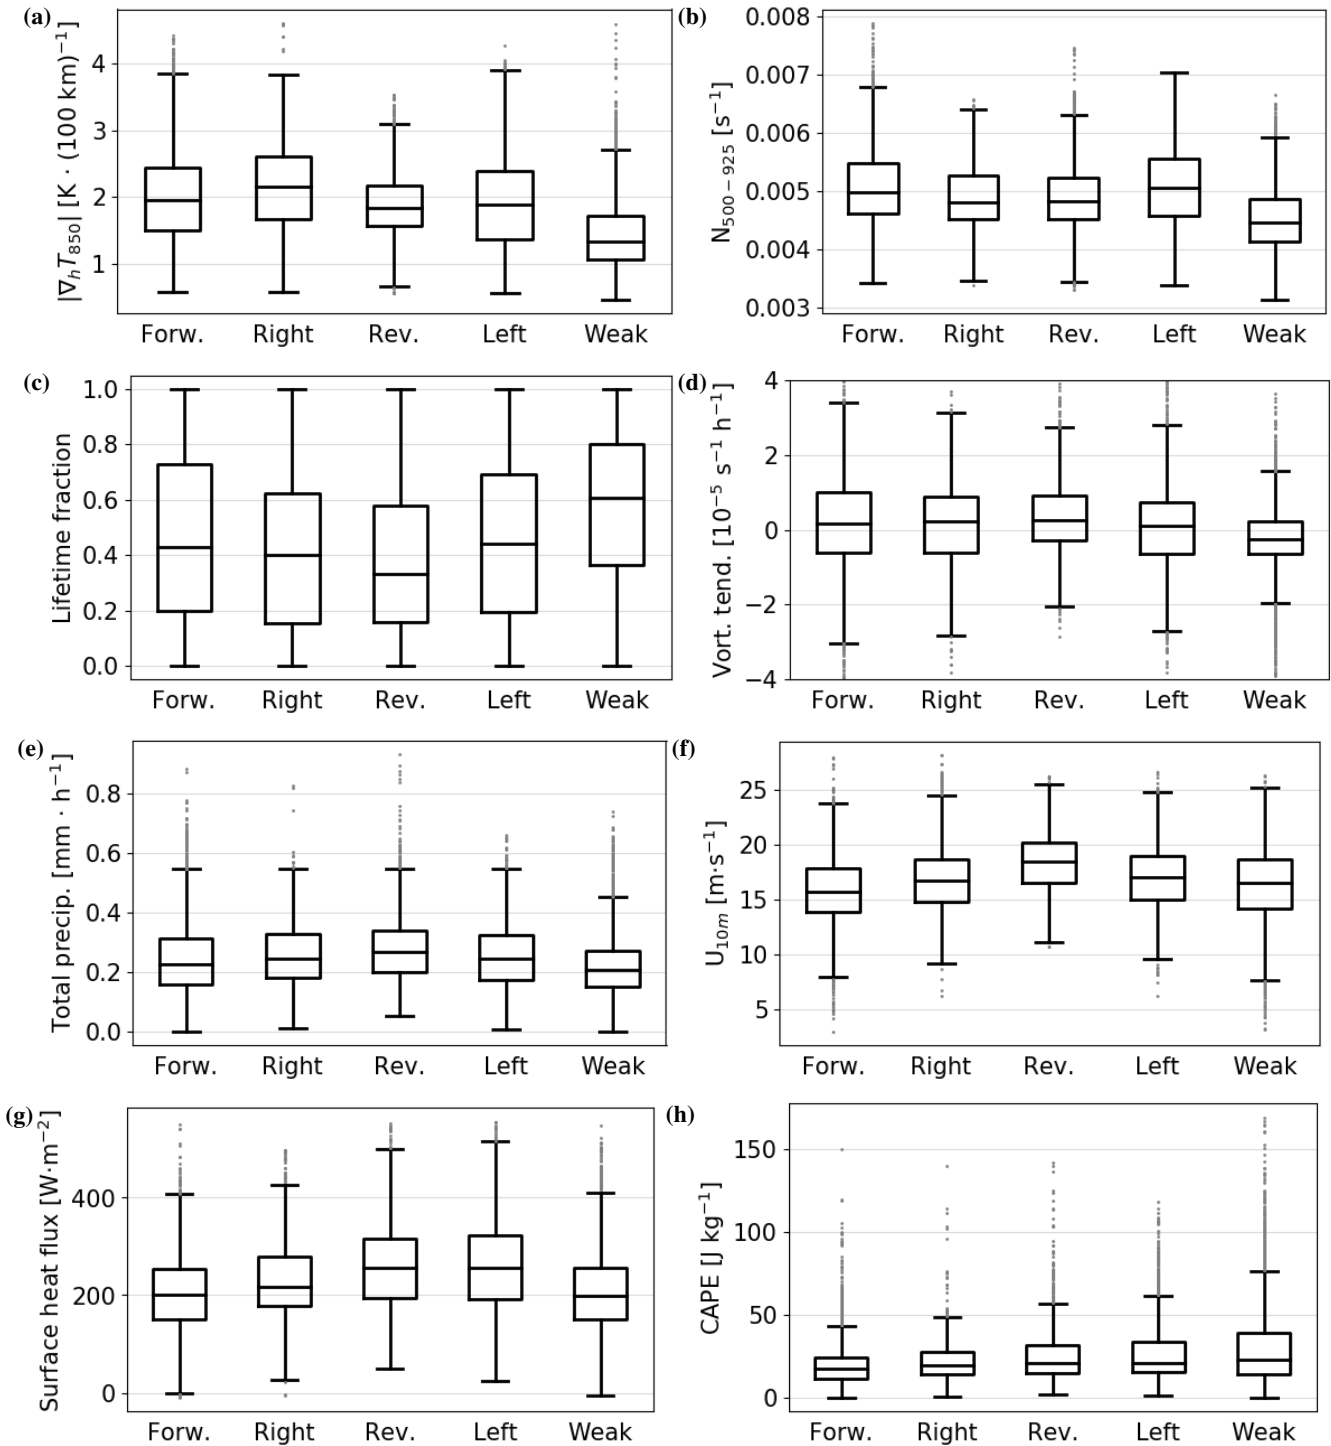 (a)
|∇hT850| [K · (100 km)−1]
4
3
2
1
Forw. Right Rev. Left Weak
(b)
N500−925 [s−1]
0.008
0.007
0.006
0.005
0.004
0.003
Forw. Right Rev. Left Weak
(c)
Lifetime fraction
1.0
0.8
0.6
0.4
0.2
0.0
Forw. Right Rev. Left Weak
(d)
Vort. tend. [10−5 s−1 h−1]
4
2
0
−2
−4
Forw. Right Rev. Left Weak
(e)
Total precip. [mm · h−1]
0.8
0.6
0.4
0.2
0.0
Forw. Right Rev. Left Weak
(f)
U10m [m·s−1]
25
20
15
10
5
Forw. Right Rev. Left Weak
(g)
Surface heat flux [W·m−2]
400
200
0
Forw. Right Rev. Left Weak
(h)
CAPE [J kg−1]
150
100
50
0
Forw. Right Rev. Left Weak